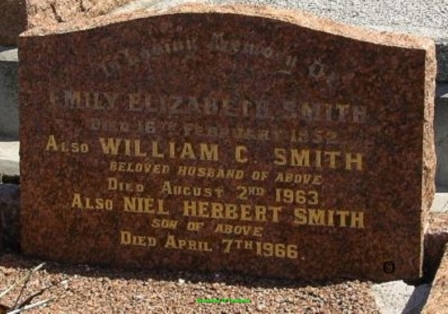 In Loving Memory Of
EMILY ELIZABETH SMITH
DIED 16TH FEBRUARY 1952
ALSO WILLIAM C. SMITH
BELOVED HUSBAND OF ABOVE
DIED AUGUST 2ND 1963
ALSO NIEL HERBERT SMITH
SON OF ABOVE
DIED APRIL 7TH 1966.